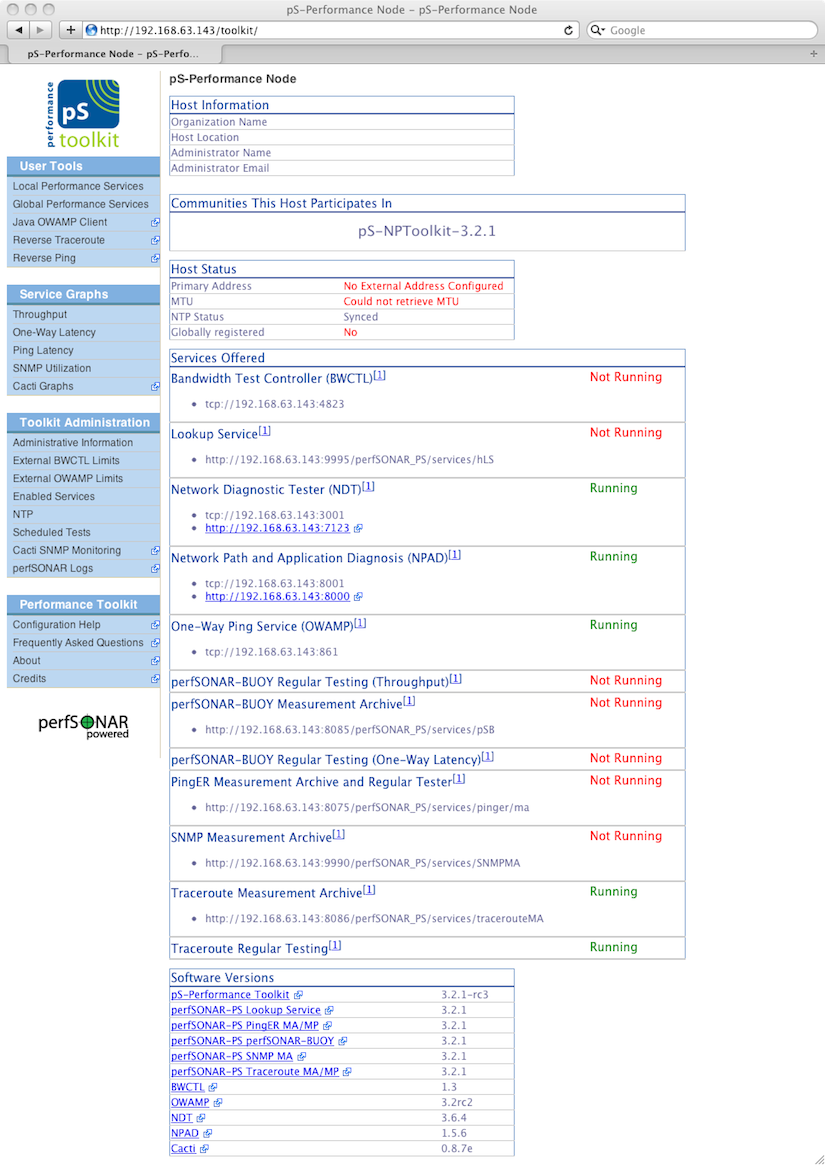 pS-Performance Node - pS-Performance Node
http://192.168.63.143/toolkit/
Google
pS-Performance Node - pS-Perfo...
performance
pS
toolkit
User Tools
Local Performance Services
Global Performance Services
Java OWAMP Client
Reverse Traceroute
Reverse Ping
Service Graphs
Throughput
One-Way Latency
Ping Latency
SNMP Utilization
Cacti Graphs
Toolkit Administration
Administrative Information
External BWCTL Limits
External OWAMP Limits
Enabled Services
NTP
Scheduled Tests
Cacti SNMP Monitoring
perfSONAR Logs
Performance Toolkit
Configuration Help
Frequently Asked Questions
About
Credits
perfSONAR
powered
pS-Performance Node
Host Information
Organization Name
Host Location
Administrator Name
Administrator Email
Communities This Host Participates In
pS-NPToolkit-3.2.1
Host Status
Primary Address No External Address Configured
MTU Could not retrieve MTU
NTP Status Synced
Globally registered No
Services Offered
Bandwidth Test Controller (BWCTL)[1] Not Running
• tcp://192.168.63.143:4823
Lookup Service[1] Not Running
• http://192.168.63.143:9995/perfSONAR_PS/services/hLS
Network Diagnostic Tester (NDT)[1] Running
• tcp://192.168.63.143:3001
• http://192.168.63.143:7123
Network Path and Application Diagnosis (NPAD)[1] Running
• tcp://192.168.63.143:8001
• http://192.168.63.143:8000
One-Way Ping Service (OWAMP)[1] Running
• tcp://192.168.63.143:861
perfSONAR-BUOY Regular Testing (Throughput)[1] Not Running
perfSONAR-BUOY Measurement Archive[1] Not Running
• http://192.168.63.143:8085/perfSONAR_PS/services/pSB
perfSONAR-BUOY Regular Testing (One-Way Latency)[1] Not Running
PingER Measurement Archive and Regular Tester[1] Not Running
• http://192.168.63.143:8075/perfSONAR_PS/services/pinger/ma
SNMP Measurement Archive[1] Not Running
• http://192.168.63.143:9990/perfSONAR_PS/services/SNMPMA
Traceroute Measurement Archive[1] Running
• http://192.168.63.143:8086/perfSONAR_PS/services/tracerouteMA
Traceroute Regular Testing[1] Running
Software Versions
pS-Performance Toolkit 3.2.1-rc3
perfSONAR-PS Lookup Service 3.2.1
perfSONAR-PS PingER MA/MP 3.2.1
perfSONAR-PS perfSONAR-BUOY 3.2.1
perfSONAR-PS SNMP MA 3.2.1
perfSONAR-PS Traceroute MA/MP 3.2.1
BWCTL 1.3
OWAMP 3.2rc2
NDT 3.6.4
NPAD 1.5.6
Cacti 0.8.7e